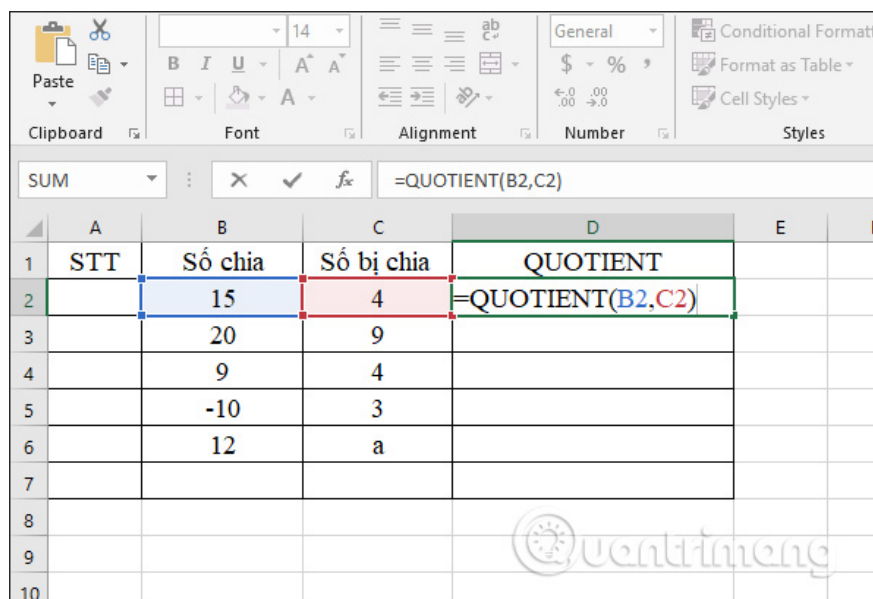 14
ab
General
Conditional Formatt
B I U A A
$ % ,
Format as Table
Paste
A
.00 .00
Cell Styles
Clipboard Font Alignment Number Styles
SUM fx =QUOTIENT(B2,C2)
A B C D E
1 STT Số chia Số bị chia QUOTIENT
2 15 4 =QUOTIENT(B2,C2)
3 20 9
4 9 4
5 -10 3
6 12 a
7
8
9
10
Quantrimang